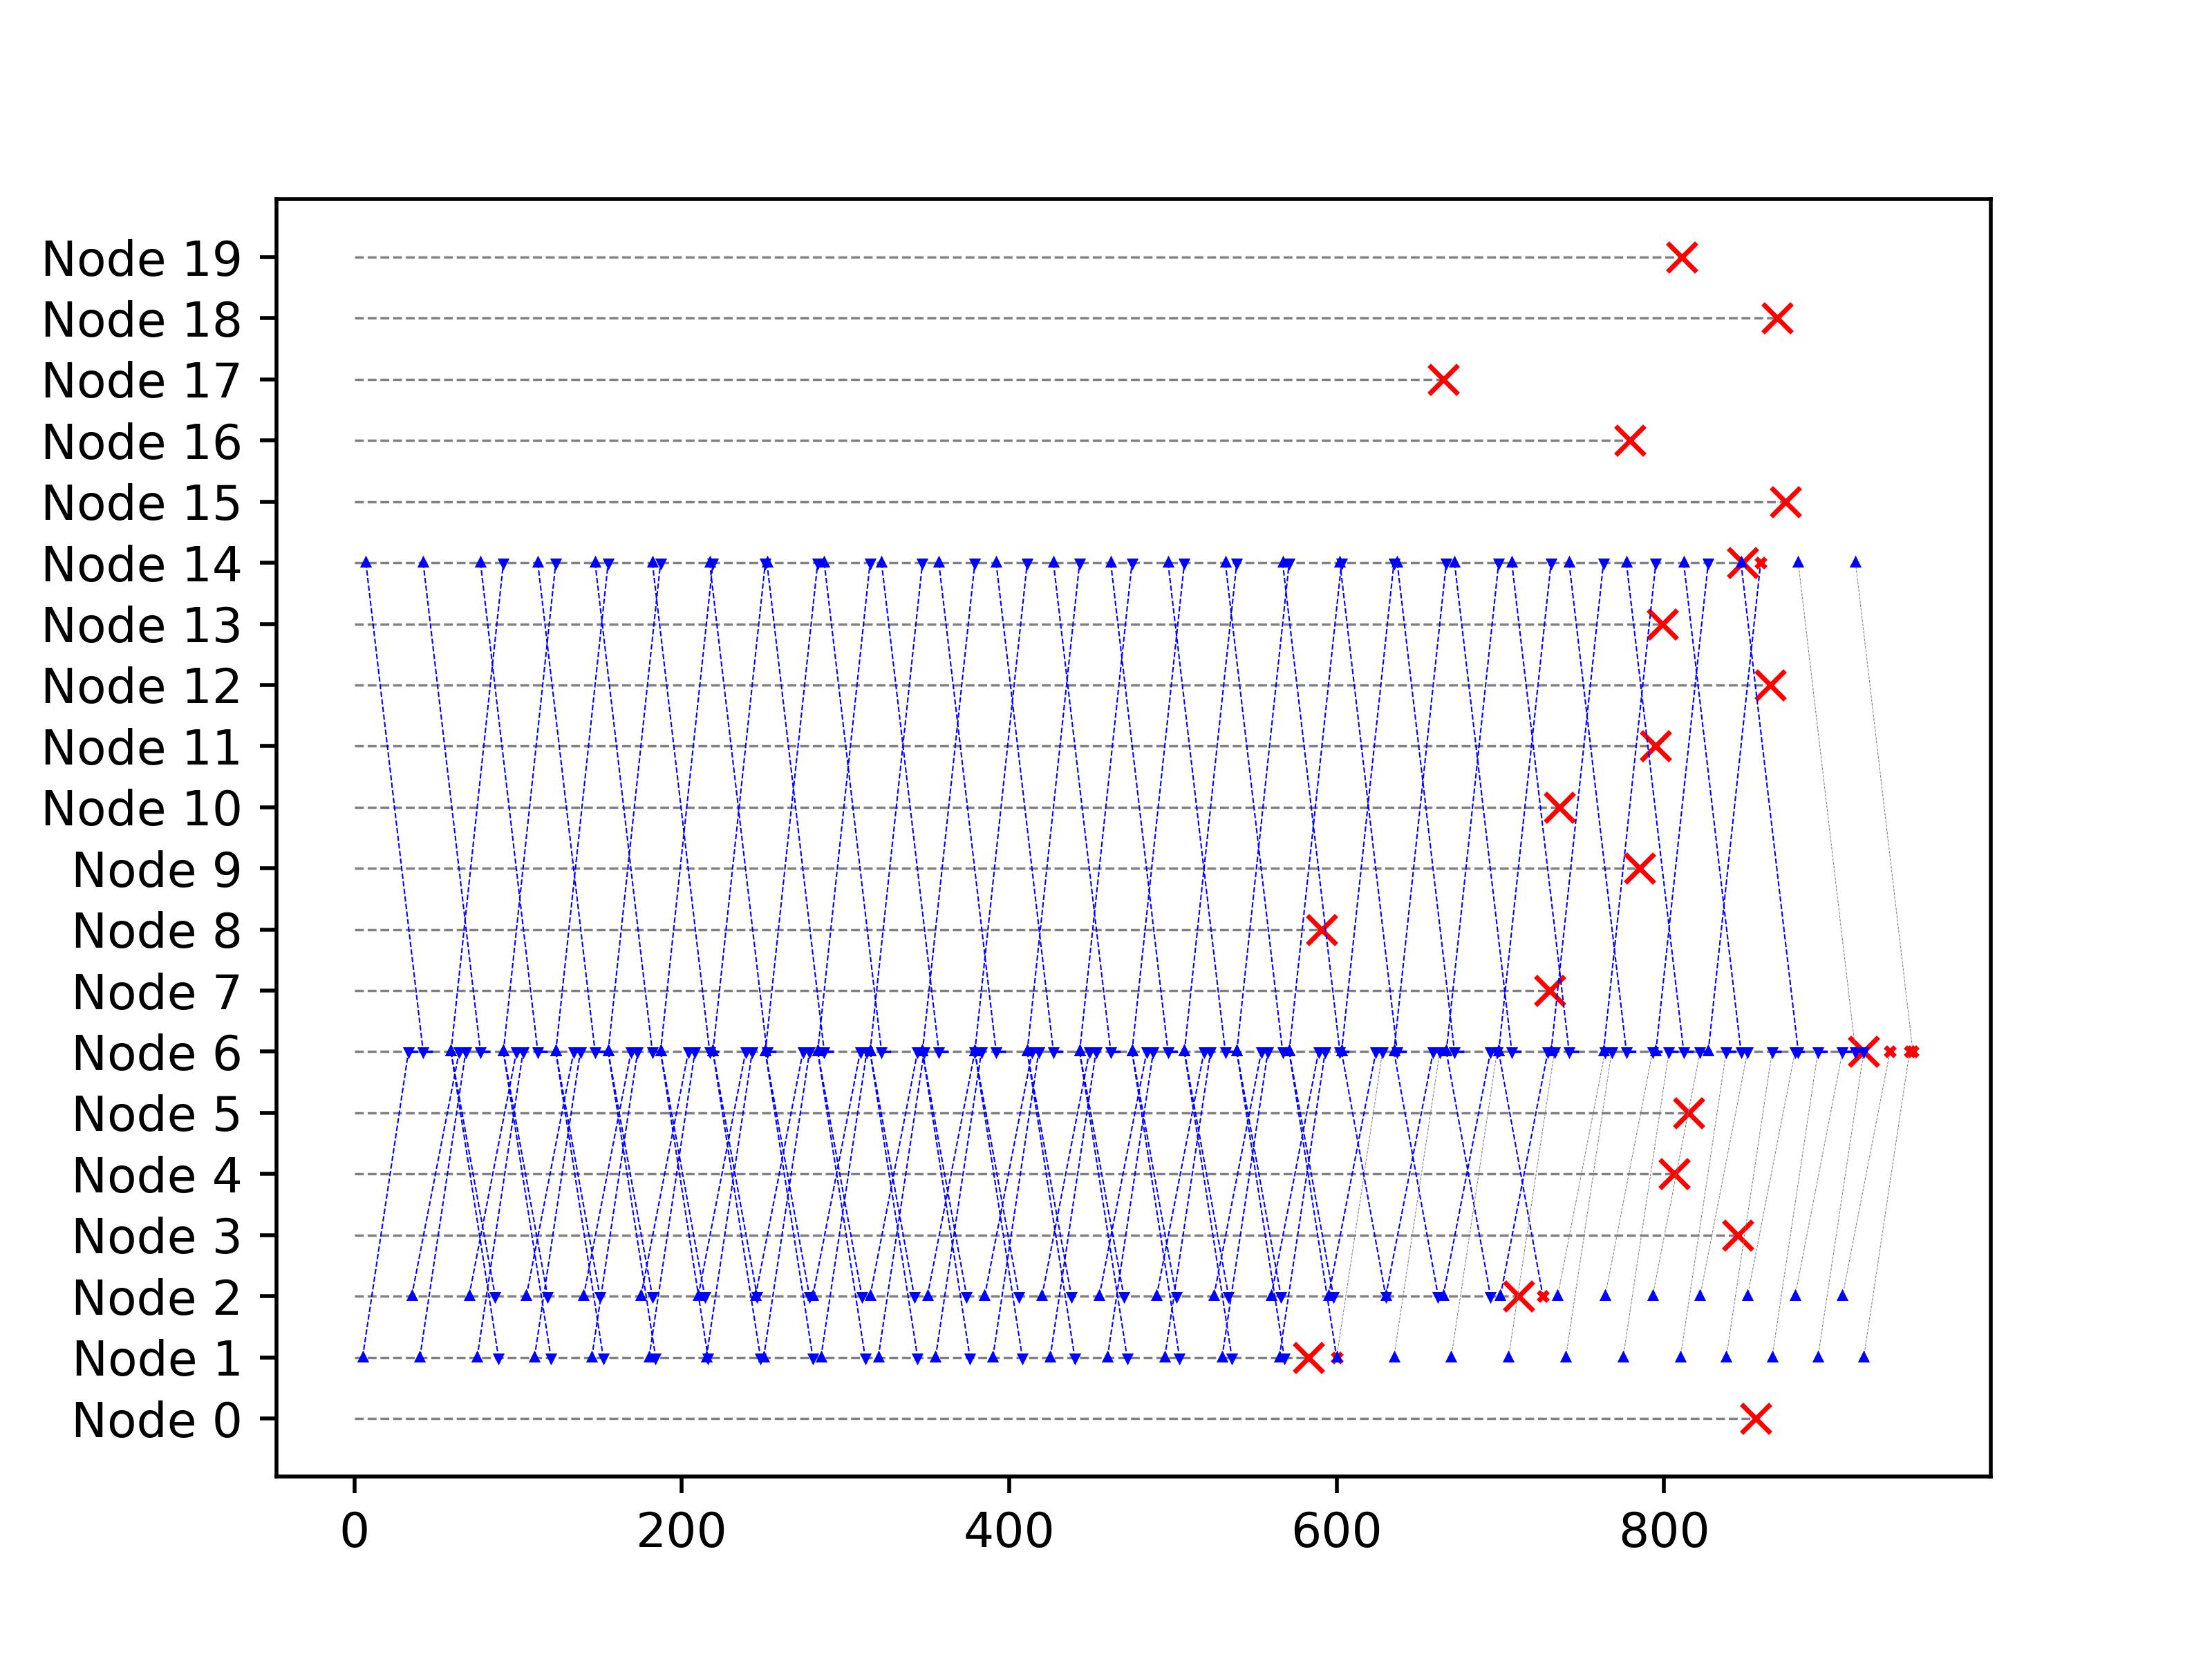 Node 19
Node 18
Node 17
Node 16
Node 15
Node 14
Node 13
Node 12
Node 11
Node 10
Node 9
Node 8
Node 7
Node 6
Node 5
Node 4
Node 3
Node 2
Node 1
Node 0
0 200 400 600 800